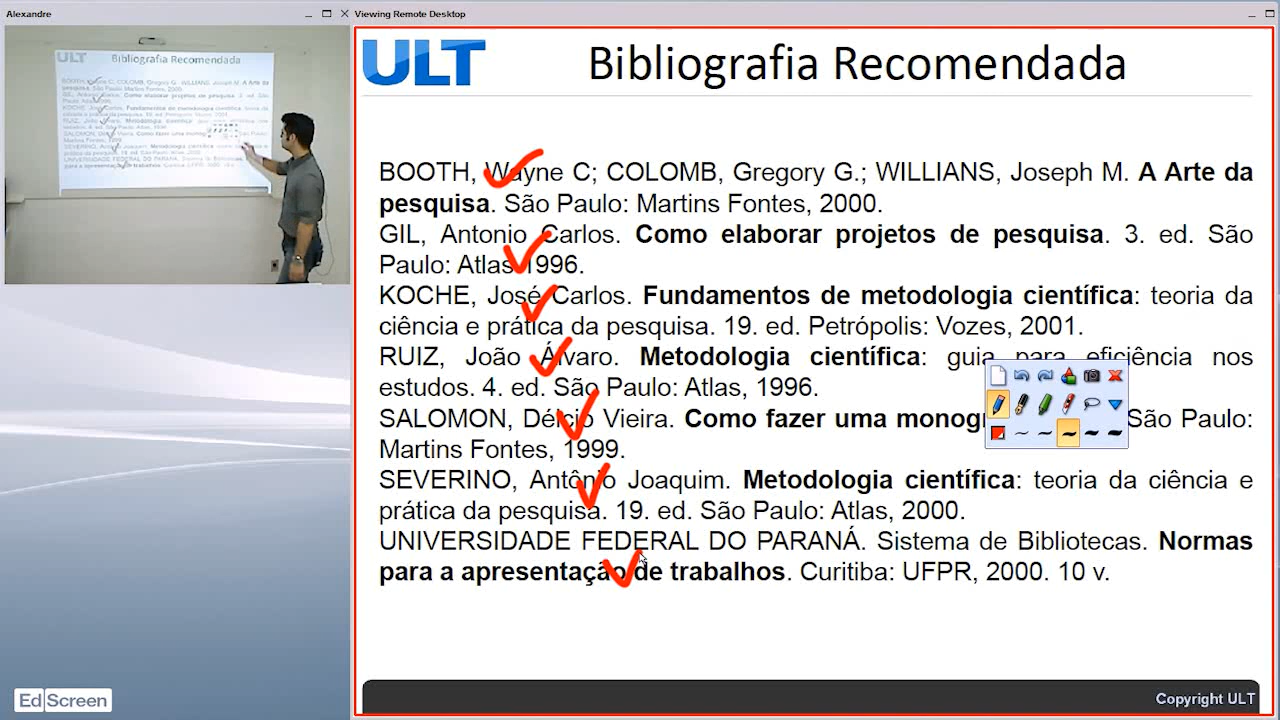 Alexandre
Viewing Remote Desktop
ULT
Bibliografia Recomendada
BOOTH, Wayne C; COLOMB, Gregory G.; WILLIANS, Joseph M. A Arte da
pesquisa. São Paulo: Martins Fontes, 2000.
GIL, Antonio Carlos. Como elaborar projetos de pesquisa. 3. ed. São
Paulo: Atlas 1996.
KOCHE, José Carlos. Fundamentos de metodologia científica: teoria da
ciência e prática da pesquisa. 19. ed. Petrópolis: Vozes, 2001.
RUIZ, João Álvaro. Metodologia científica: guia para eficiência nos
estudos. 4. ed. São Paulo: Atlas, 1996.
SALOMON, Délcio Vieira. Como fazer uma São Paulo:
Martins Fontes, 1999.
SEVERINO, Antônio Joaquim. Metodologia científica: teoria da ciência e
prática da pesquisa. 19. ed. São Paulo: Atlas, 2000.
UNIVERSIDADE FEDERAL DO PARANÁ. Sistema de Bibliotecas. Normas
para a apresentação de trabalhos. Curitiba: UFPR, 2000. 10 v.
Copyright ULT
EdScreen